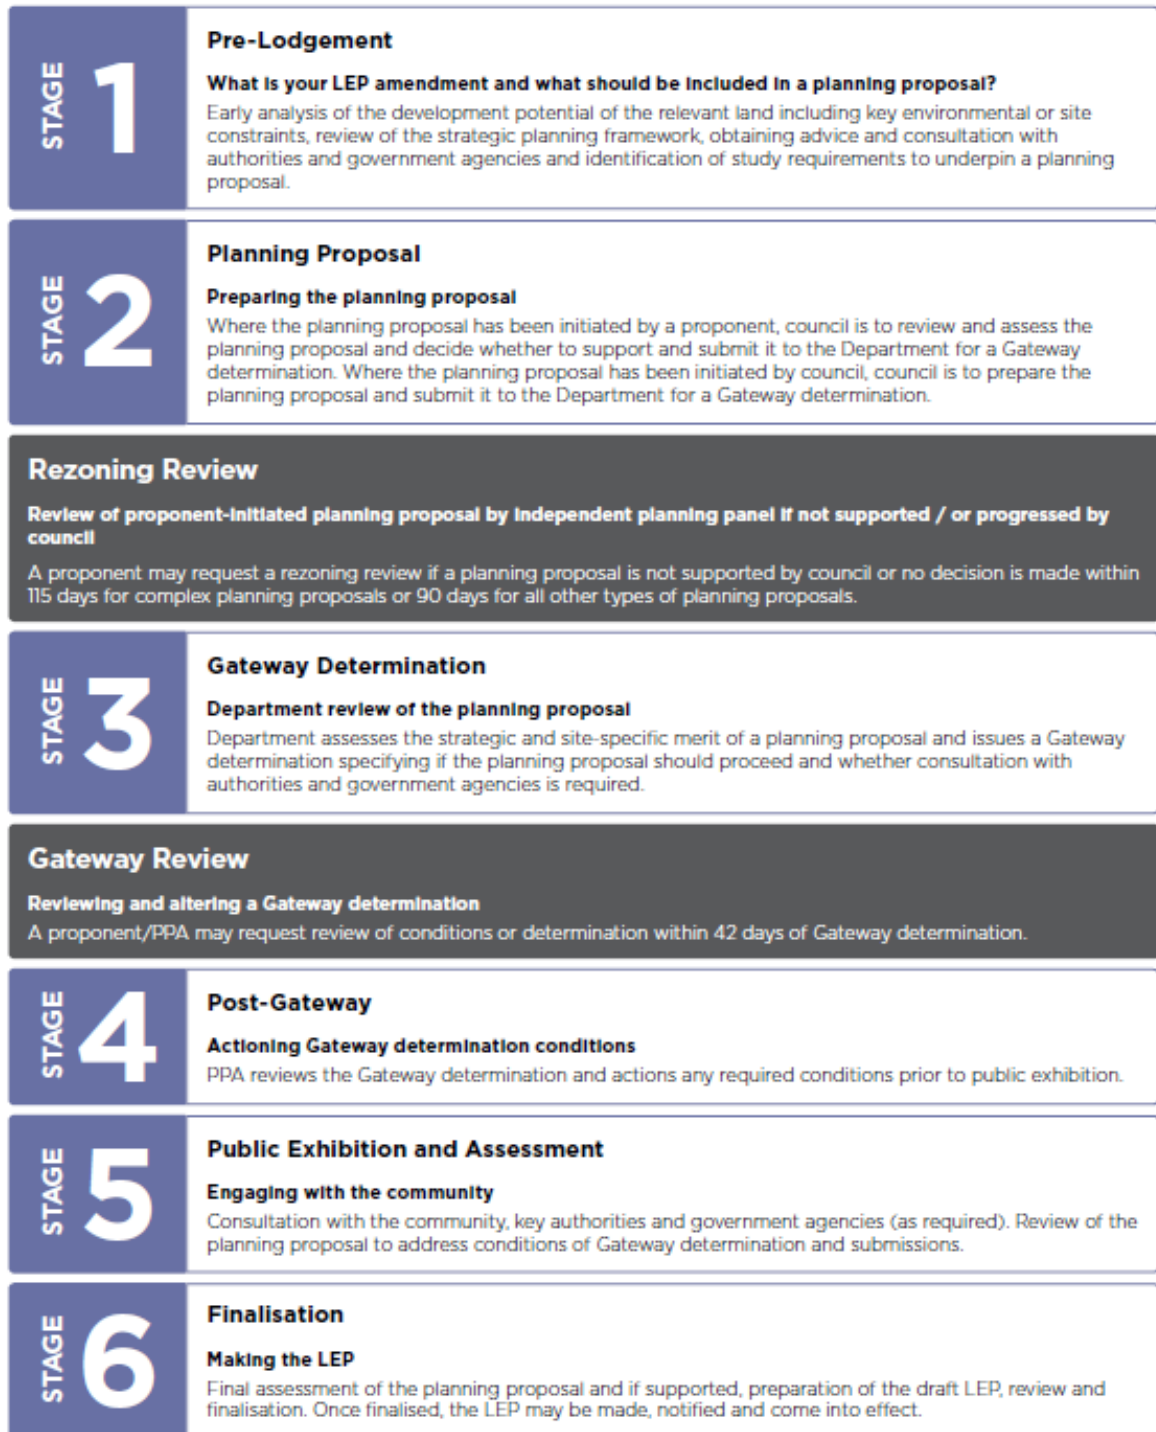 STAGE 1
Pre-Lodgement
What is your LEP amendment and what should be included in a planning proposal?
Early analysis of the development potential of the relevant land including key environmental or site
constraints, review of the strategic planning framework, obtaining advice and consultation with
authorities and government agencies and identification of study requirements to underpin a planning
proposal.
STAGE 2
Planning Proposal
Preparing the planning proposal
Where the planning proposal has been initiated by a proponent, council is to review and assess the
planning proposal and decide whether to support and submit it to the Department for a Gateway
determination. Where the planning proposal has been initiated by council, council is to prepare the
planning proposal and submit it to the Department for a Gateway determination.
Rezoning Review
Review of proponent-initiated planning proposal by independent planning panel if not supported / or progressed by
council
A proponent may request a rezoning review if a planning proposal is not supported by council or no decision is made within
115 days for complex planning proposals or 90 days for all other types of planning proposals.
STAGE 3
Gateway Determination
Department review of the planning proposal
Department assesses the strategic and site-specific merit of a planning proposal and issues a Gateway
determination specifying if the planning proposal should proceed and whether consultation with
authorities and government agencies is required.
Gateway Review
Reviewing and altering a Gateway determination
A proponent/PPA may request review of conditions or determination within 42 days of Gateway determination.
STAGE 4
Post-Gateway
Actioning Gateway determination conditions
PPA reviews the Gateway determination and actions any required conditions prior to public exhibition.
STAGE 5
Public Exhibition and Assessment
Engaging with the community
Consultation with the community, key authorities and government agencies (as required). Review of the
planning proposal to address conditions of Gateway determination and submissions.
STAGE 6
Finalisation
Making the LEP
Final assessment of the planning proposal and if supported, preparation of the draft LEP, review and
finalisation. Once finalised, the LEP may be made, notified and come into effect.